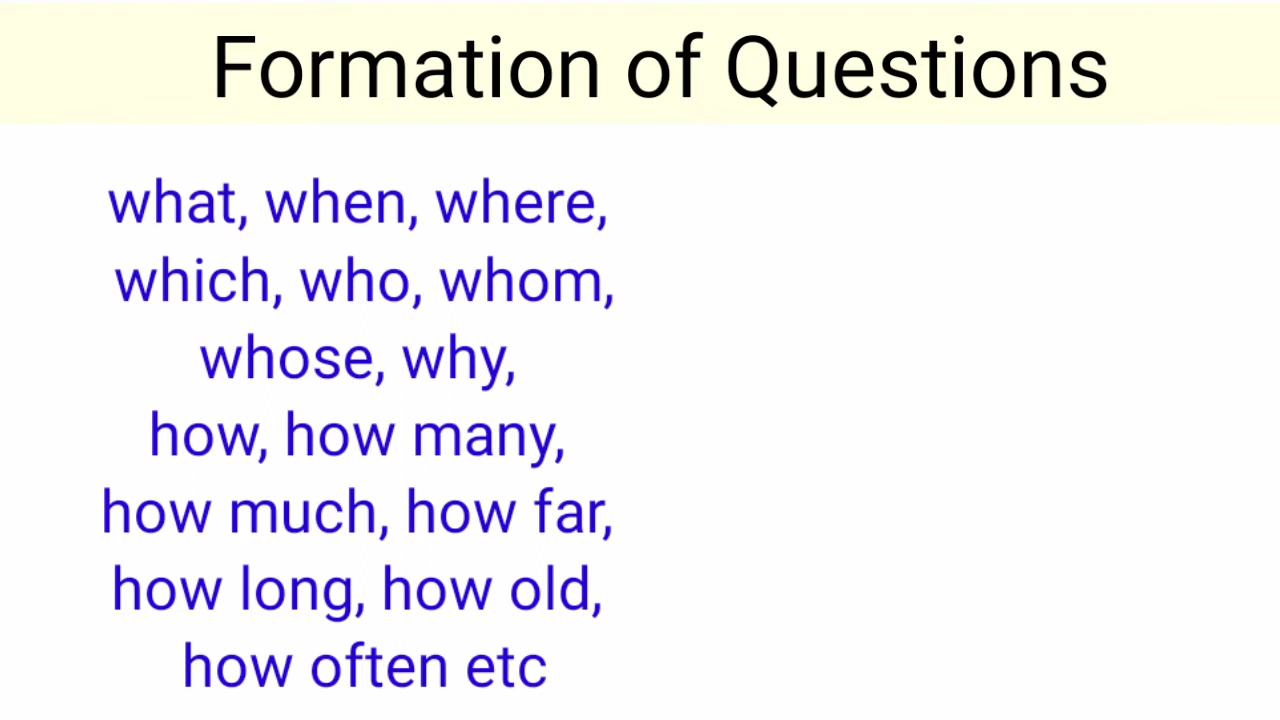 Formation of Questions
what, when, where,
which, who, whom,
whose, why,
how, how many,
how much, how far,
how long, how old,
how often etc